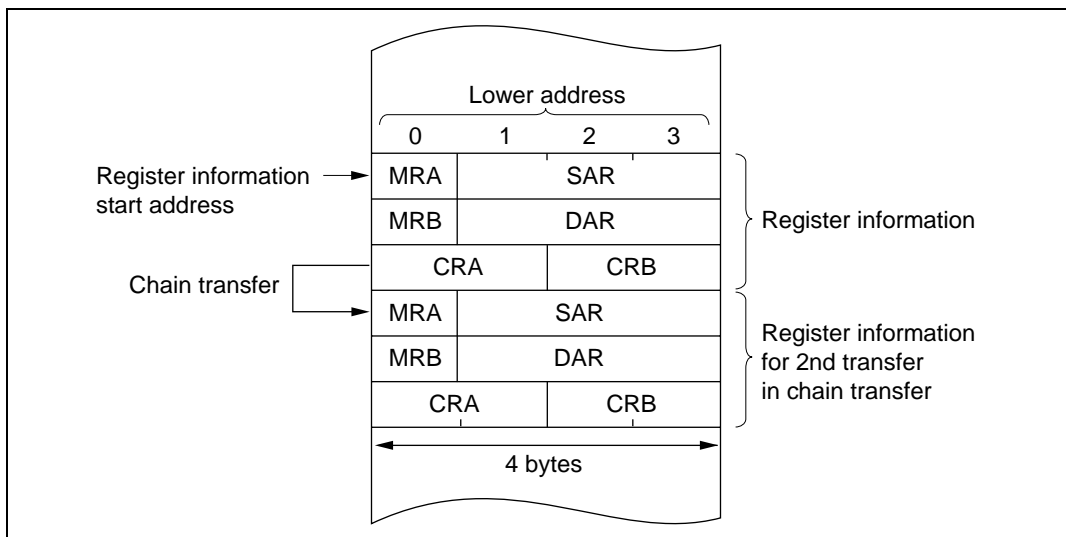 Lower address
0 1 2 3
Register information
start address
MRA SAR
MRB DAR
Register information
CRA CRB
Chain transfer
MRA SAR
MRB DAR
CRA CRB
Register information
for 2nd transfer
in chain transfer
4 bytes